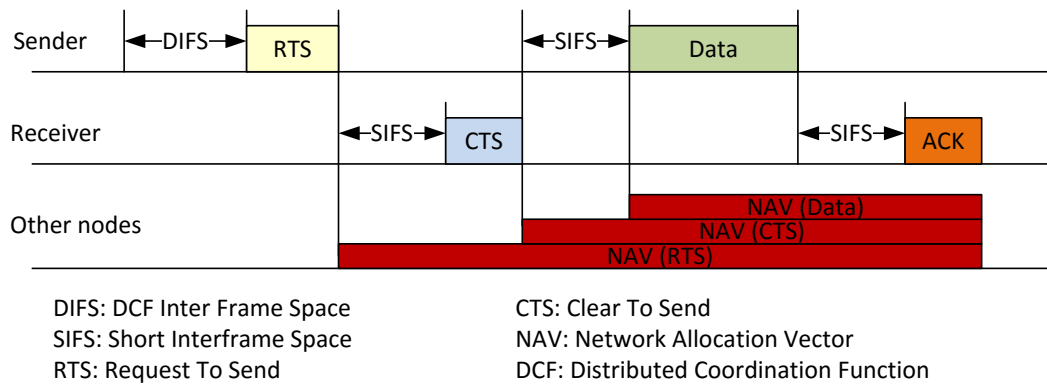 Sender
DIFS
RTS
SIFS
Data
Receiver
SIFS
CTS
SIFS
ACK
Other nodes
NAV (Data)
NAV (CTS)
NAV (RTS)
DIFS: DCF Inter Frame Space
SIFS: Short Interframe Space
RTS: Request To Send
CTS: Clear To Send
NAV: Network Allocation Vector
DCF: Distributed Coordination Function